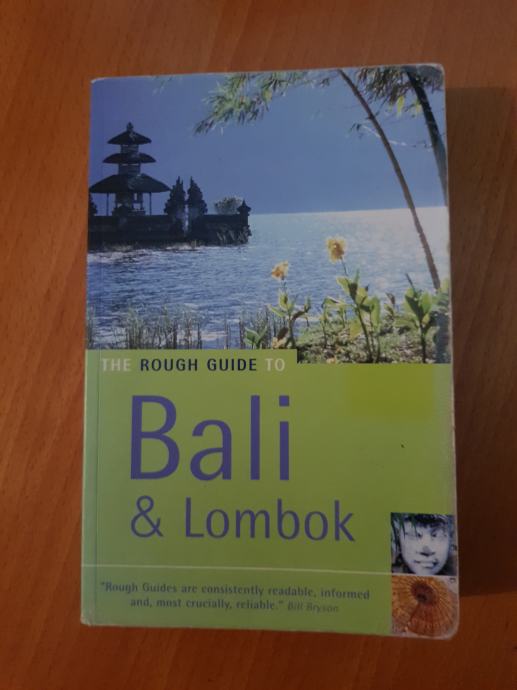 THE ROUGH GUIDE TO
Bali
& Lombok
"Rough Guides are consistently readable, informed
and, most crucially, reliable." Bill Bryson